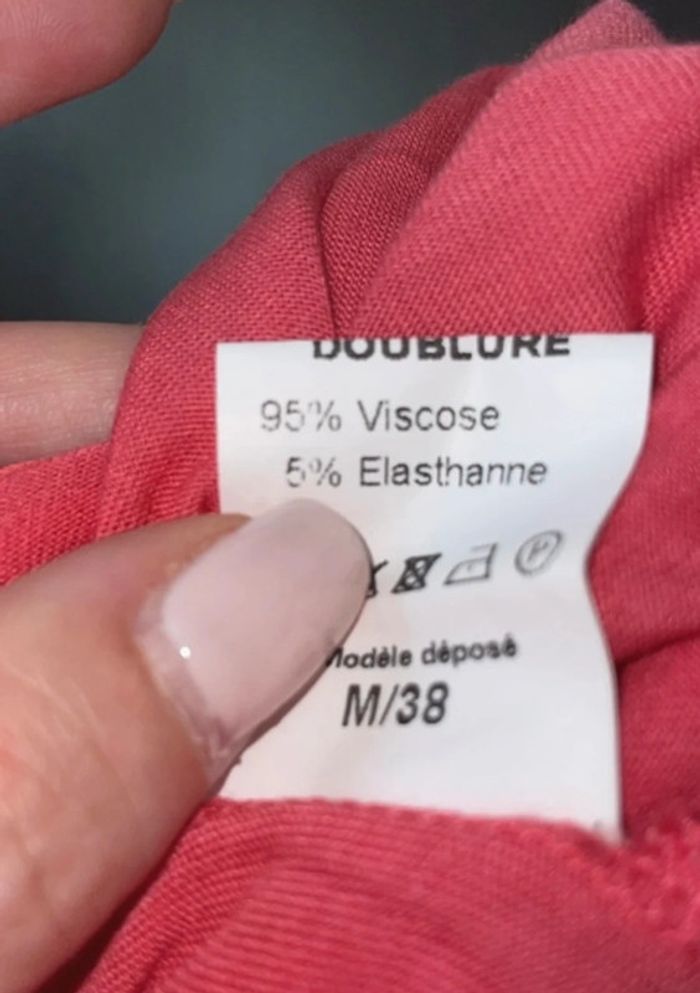 DOUBLURE
95% Viscose
5% Elasthanne
P
Modèle déposé
M/38